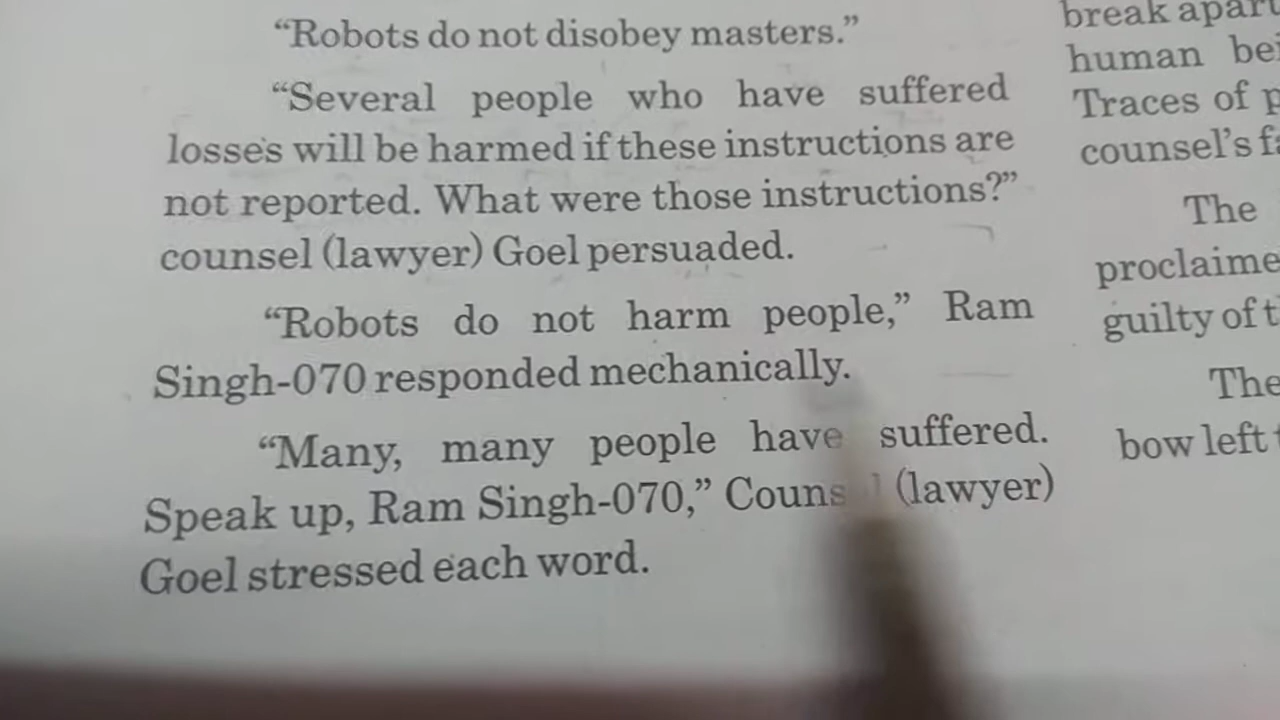 “Robots do not disobey masters.”
“Several people who have suffered
losses will be harmed if these instructions are
not reported. What were those instructions?”
counsel (lawyer) Goel persuaded.
“Robots do not harm people,” Ram
Singh-070 responded mechanically.
“Many, many people have suffered.
Speak up, Ram Singh-070,” (lawyer)
Goel stressed each word.
break
human
Traces of
counsel’s
The
guilty of
The
bow left